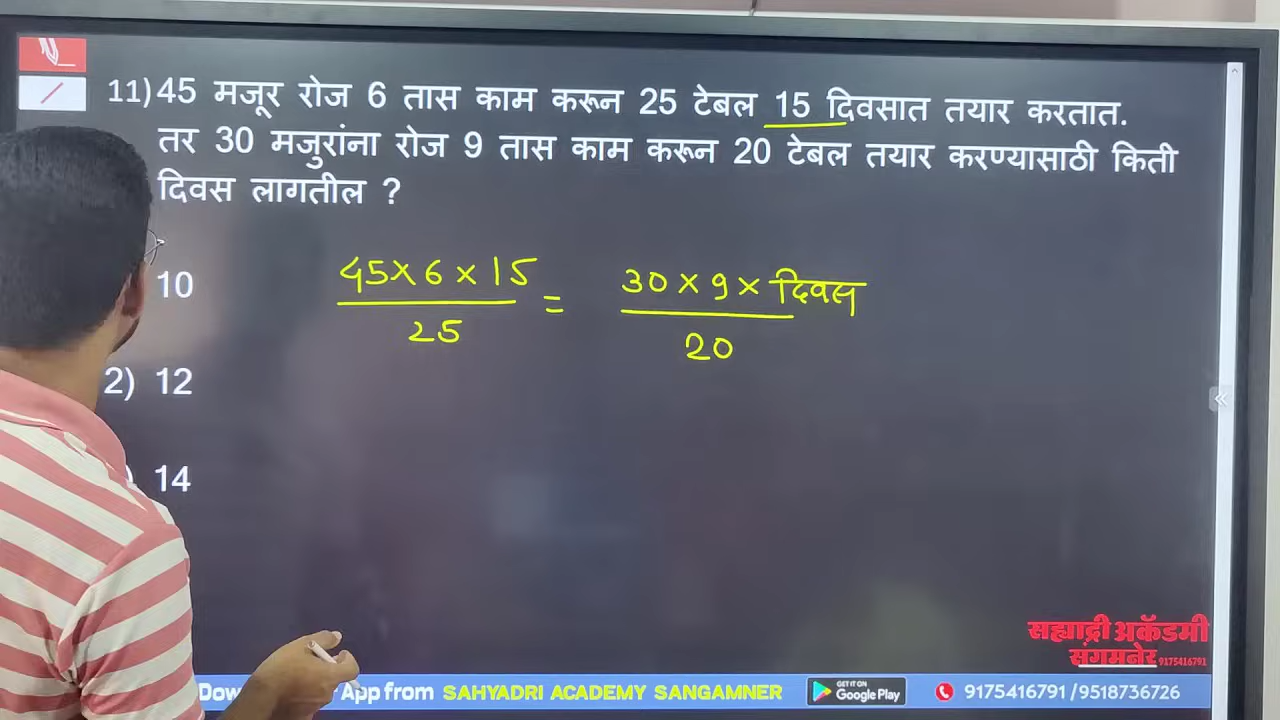 11) 45 मजूर रोज 6 तास काम करून 25 टेबल 15 दिवसात तयार करतात.
तर 30 मजुरांना रोज 9 तास काम करून 20 टेबल तयार करण्यासाठी किती
दिवस लागतील ?
10
45×6×15 = 30×9×दिवस
25 20
2) 12
14
सह्याद्री अकॅडमी
संगमनेर 9175416791
App from SAHYADRI ACADEMY SANGAMNER GET IT ON Google Play 9175416791 /9518736726